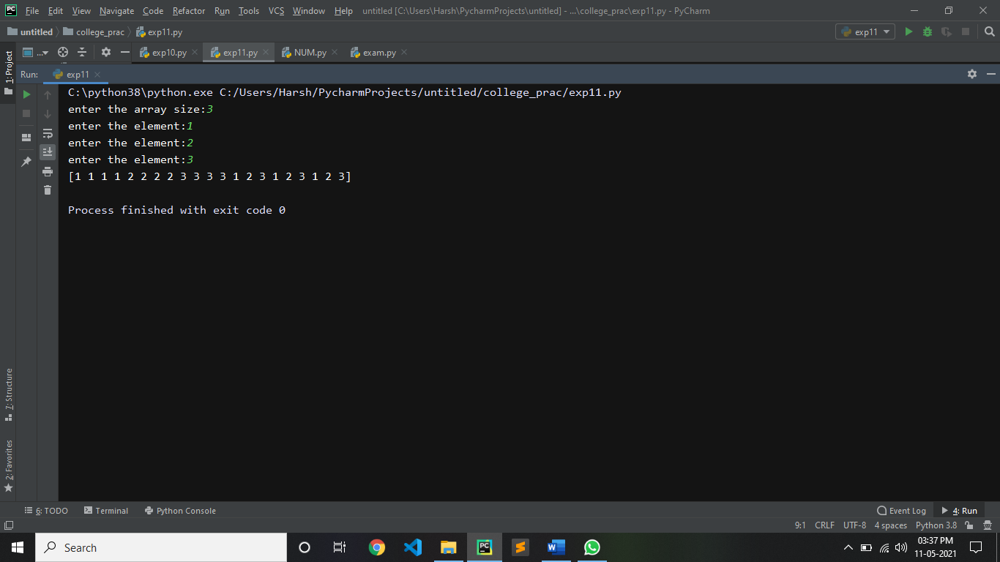 PC File Edit View Navigate Code Refactor Run Tools VCS Window Help untitled [C:\Users\Harsh\PycharmProjects\untitled] - ...\college_prac\exp11.py - PyCharm
untitled college_prac exp11.py exp11
1: Project
... exp10.py exp11.py NUM.py exam.py
Run: exp11
C:\python38\python.exe C:/Users/Harsh/PycharmProjects/untitled/college_prac/exp11.py
enter the array size:3
enter the element:1
enter the element:2
enter the element:3
[1 1 1 1 2 2 2 2 3 3 3 3 1 2 3 1 2 3 1 2 3]
Process finished with exit code 0
7: Structure
2: Favorites
6: TODO Terminal Python Console Event Log 4: Run
9:1 CRLF UTF-8 4 spaces Python 3.8
Search PC W 03:37 PM
11-05-2021